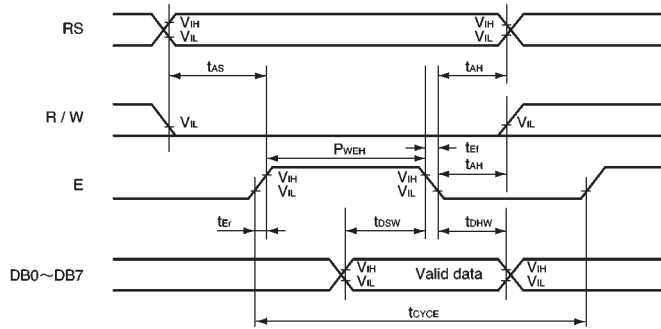 RS
VIH
VIL
VIH
VIL
tAS
tAH
R / W
VIL
VIL
PWEH
tEf
tAH
E
VIH
VIL
VIH
VIL
tEr
tDSW
tDHW
DB0～DB7
VIH
VIL
Valid data
VIH
VIL
tCYCE